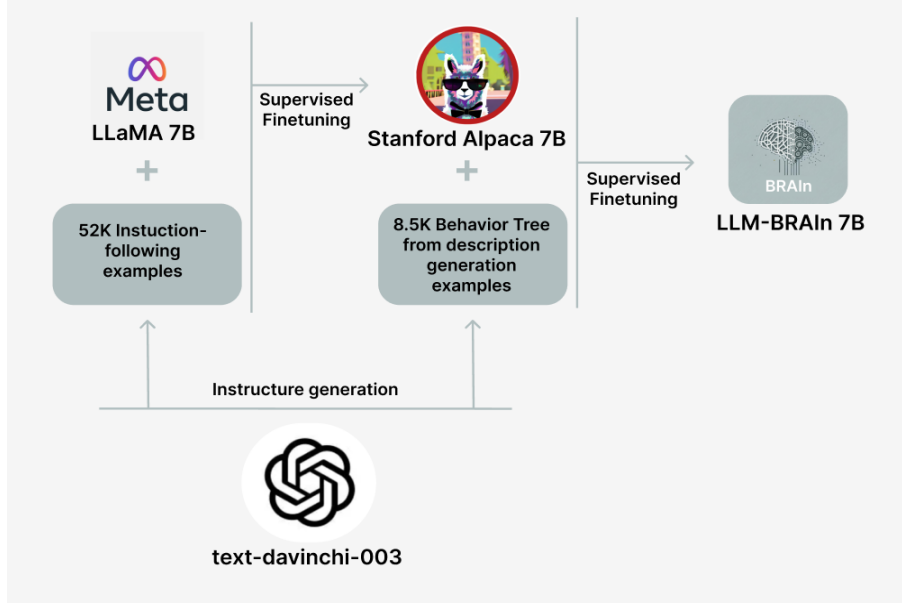 Meta
LLaMA 7B
+
52K Instuction-
following
examples
Supervised
Finetuning
Stanford Alpaca 7B
+
8.5K Behavior Tree
from description
generation
examples
Supervised
Finetuning
BRAIn
LLM-BRAIn 7B
Instructure generation
text-davinchi-003